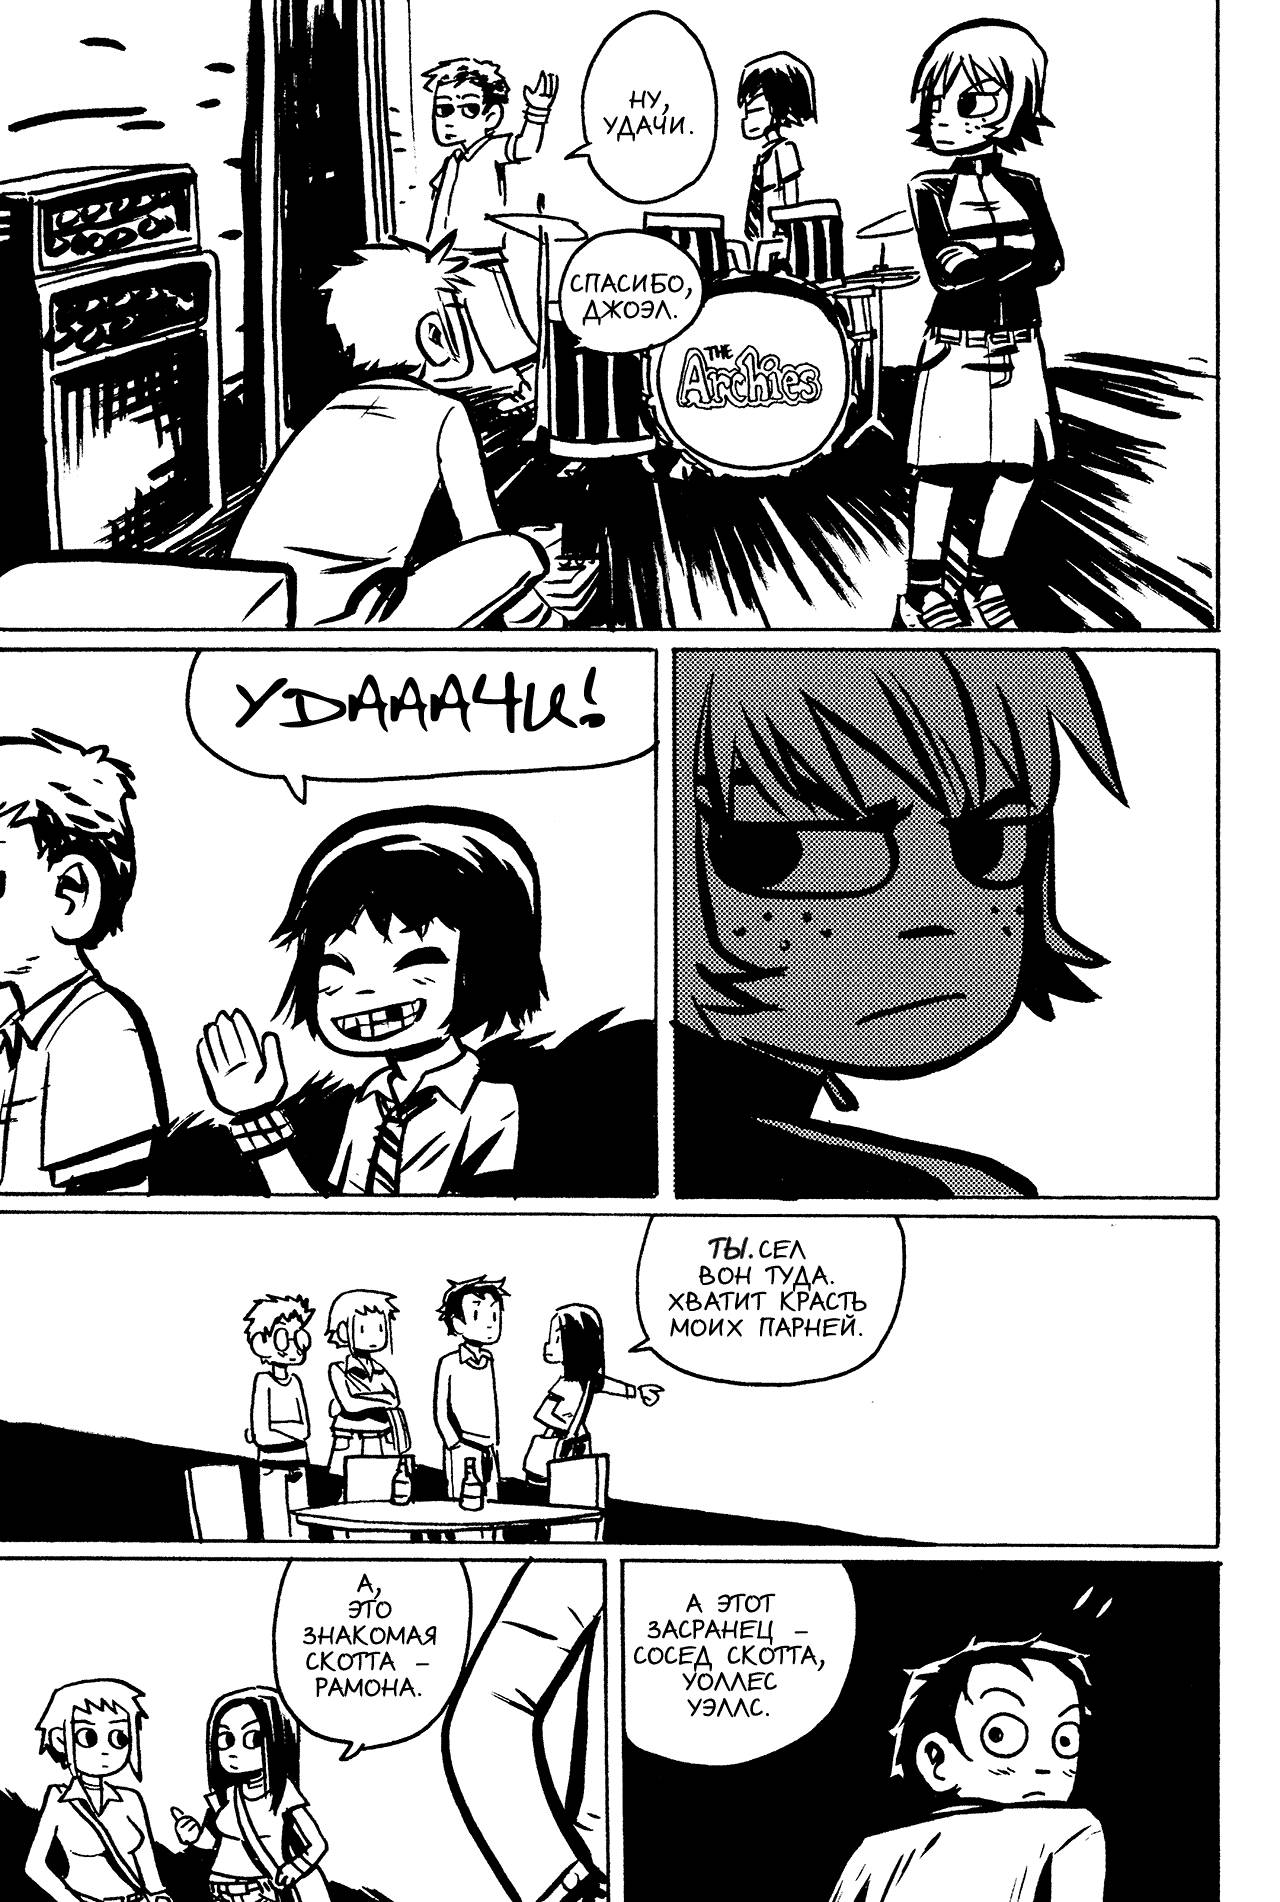 НУ,
УДАЧИ.
СПАСИБО,
ДЖОЭЛ.
THE
Archies
УДАААЧИ!
ТЫ. СЕЛ
ВОН ТУДА.
ХВАТИТ КРАСТЬ
МОИХ ПАРНЕЙ.
А,
ЭТО
ЗНАКОМАЯ
СКОТТА –
РАМОНА.
А ЭТОТ
ЗАСРАНЕЦ –
СОСЕД СКОТТА,
УОЛЛЕС
УЭЛЛС.